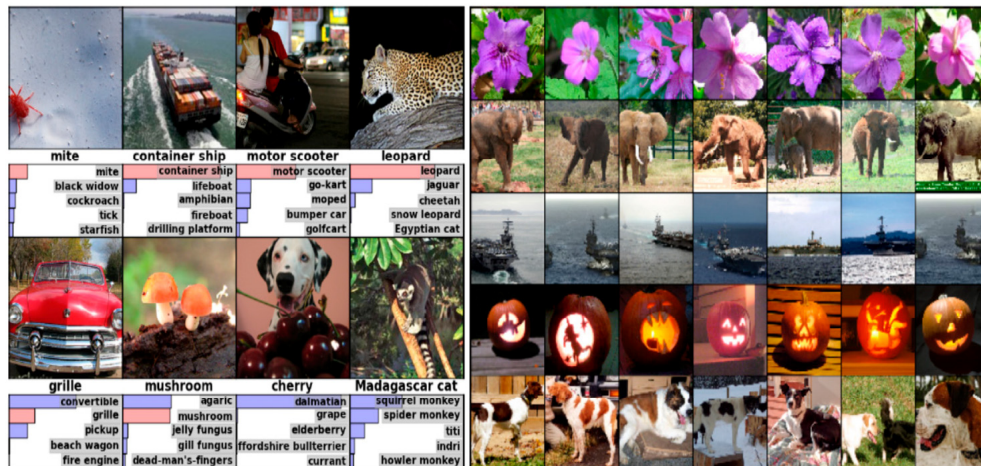 mite container ship motor scooter leopard
mite container ship motor scooter leopard
black widow lifeboat go-kart jaguar
cockroach amphibian moped cheetah
tick fireboat bumper car snow leopard
starfish drilling platform golfcart Egyptian cat
grille mushroom cherry Madagascar cat
convertible agaric dalmatian squirrel monkey
grille mushroom grape spider monkey
pickup jelly fungus elderberry titi
beach wagon gill fungus ffordshire bullterrier indri
fire engine dead-man's-fingers currant howler monkey